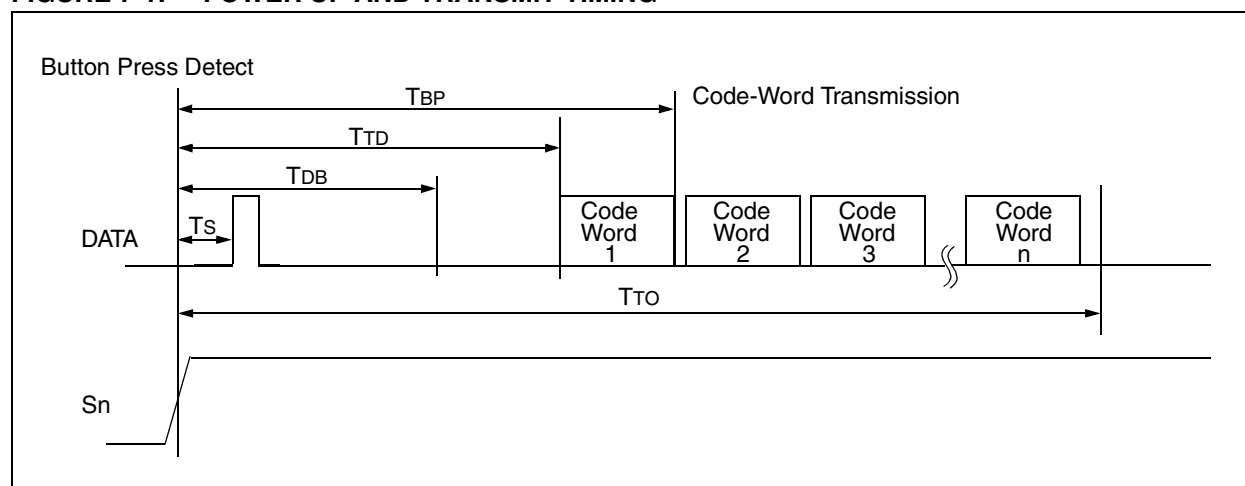 FIGURE 7-1: POWER UP AND TRANSMIT TIMING
Button Press Detect
TBP
Code-Word Transmission
TTD
TDB
TS
DATA
Code
Word
1
Code
Word
2
Code
Word
3
Code
Word
n
TTO
Sn